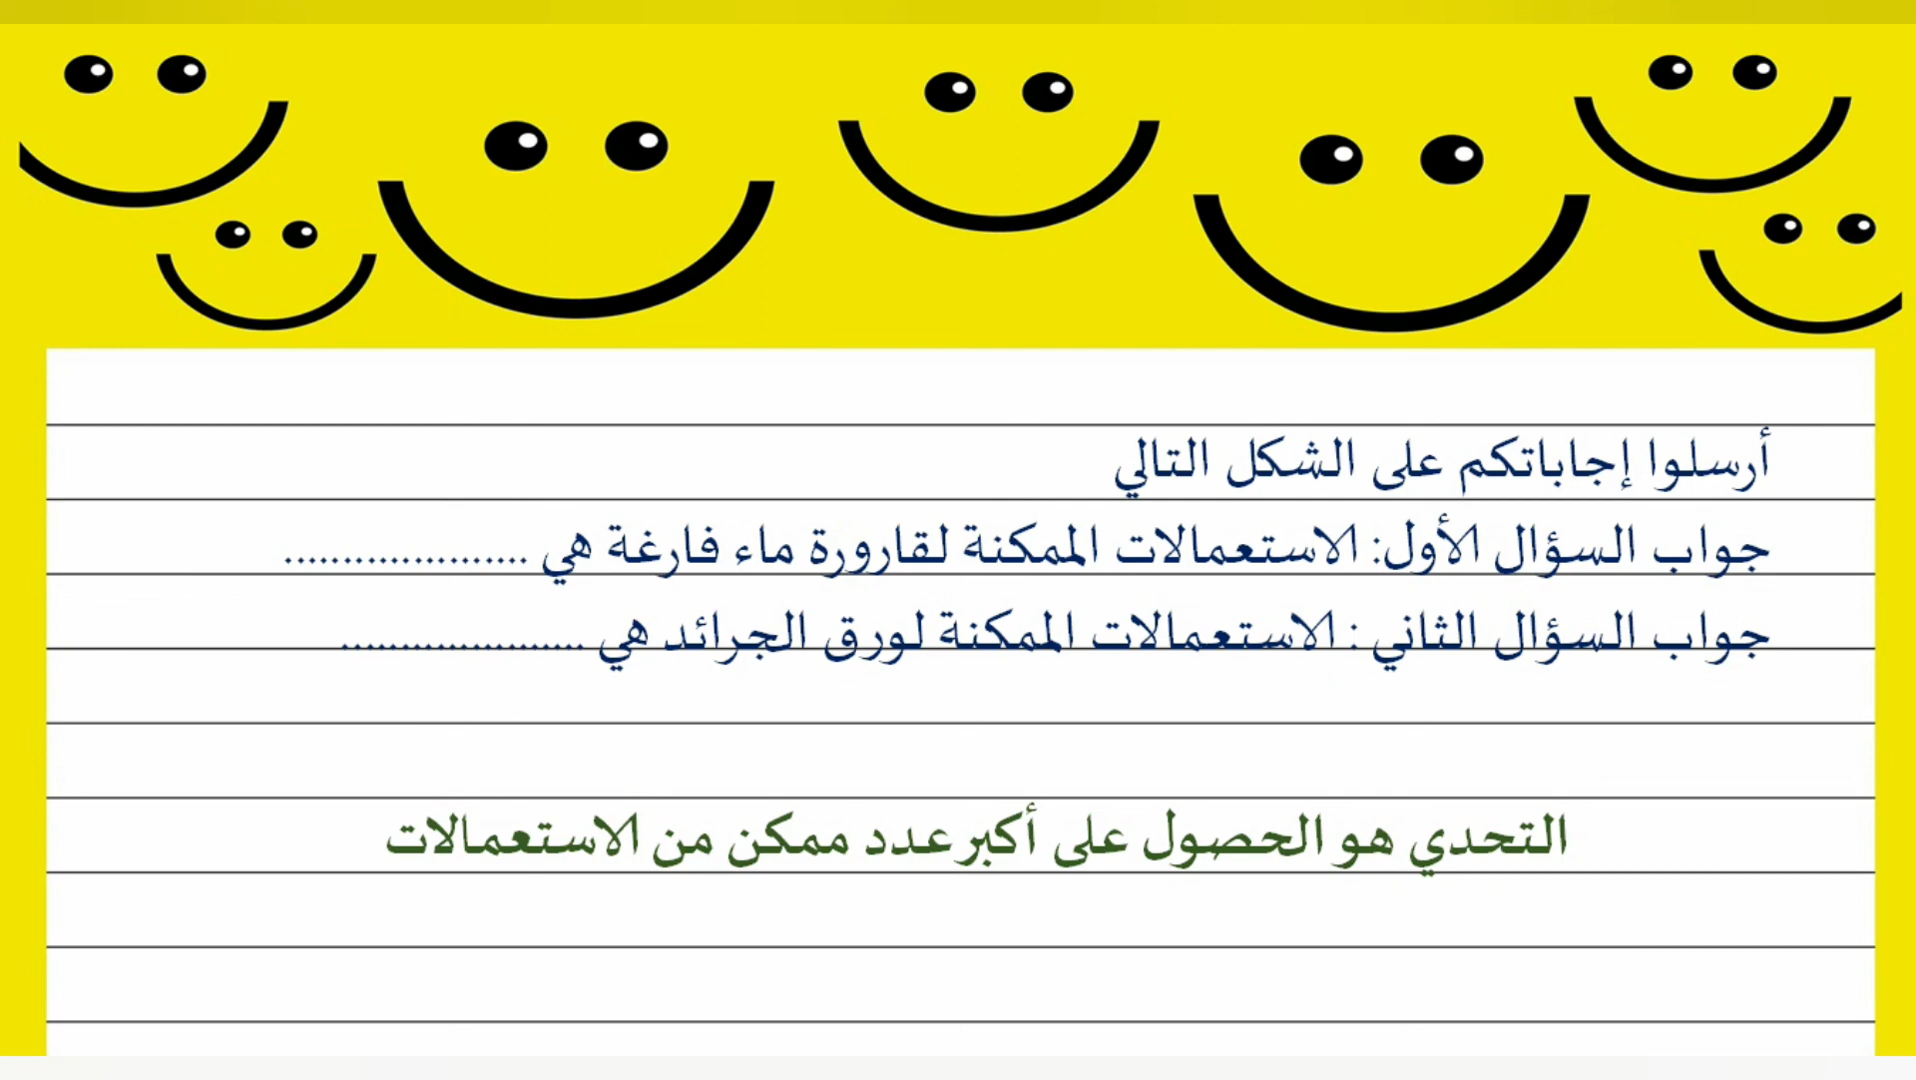 أرسلوا إجاباتكم على الشكل التالي
جواب السؤال الأول: الاستعمالات الممكنة لقارورة ماء فارغة هي .....................
جواب السؤال الثاني : الاستعمالات الممكنة لورق الجرائد هي .....................
التحدي هو الحصول على أكبر عدد ممكن من الاستعمالات